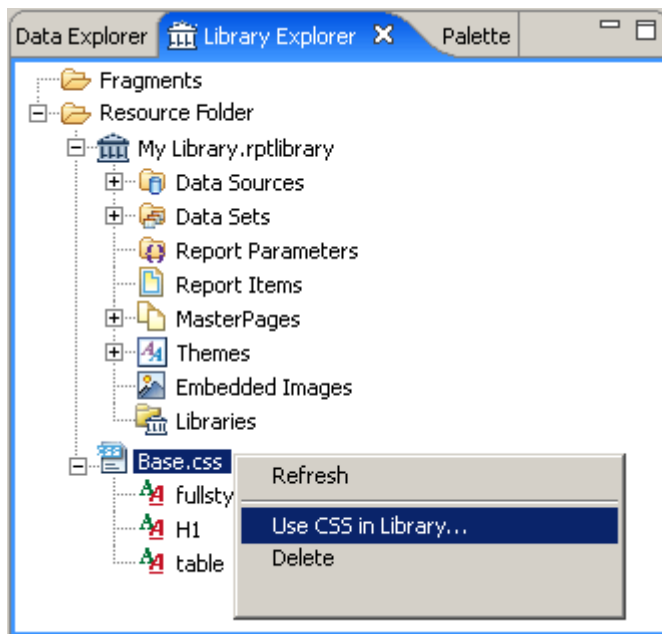 Data Explorer Library Explorer Palette
Fragments
Resource Folder
My Library.rptlibrary
Data Sources
Data Sets
Report Parameters
Report Items
MasterPages
Themes
Embedded Images
Libraries
Base.css
Refresh
fullsty
Use CSS in Library...
H1
Delete
table